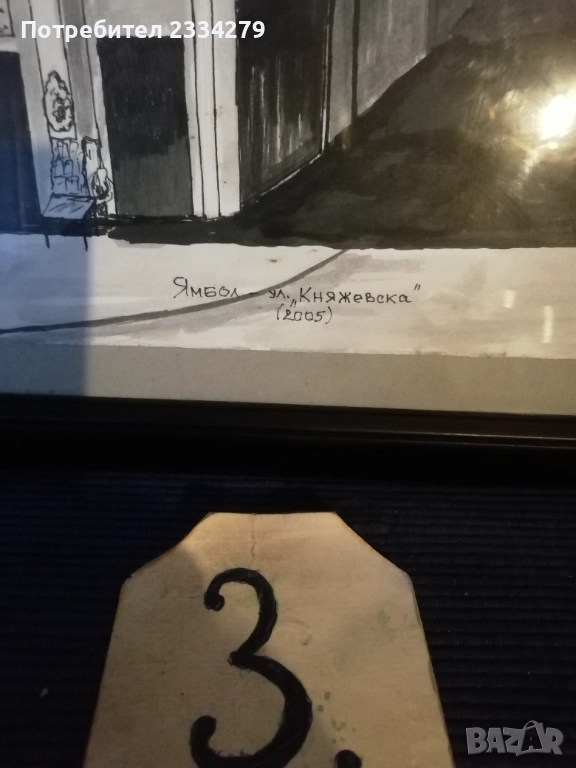 Потребител 2334279
Ямбол – ул. „Княжевска"
(2005)
3.
BAZAR